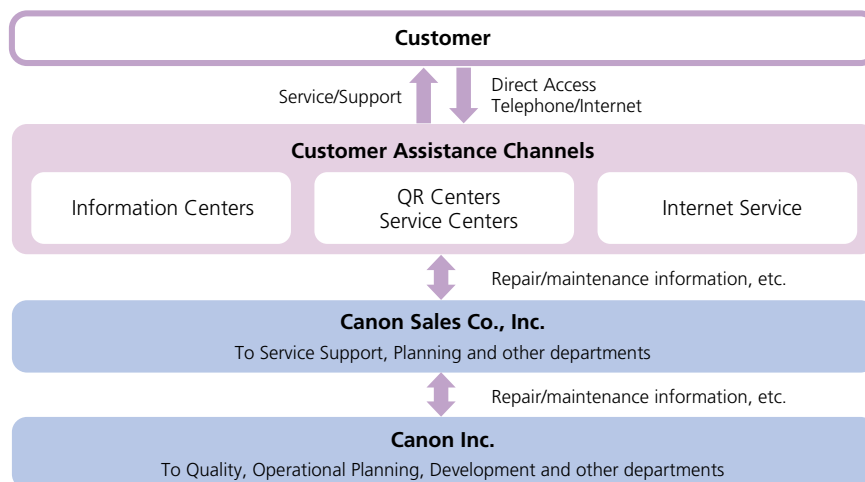 Customer
Service/Support
Direct Access
Telephone/Internet
Customer Assistance Channels
Information Centers
QR Centers
Service Centers
Internet Service
Repair/maintenance information, etc.
Canon Sales Co., Inc.
To Service Support, Planning and other departments
Repair/maintenance information, etc.
Canon Inc.
To Quality, Operational Planning, Development and other departments